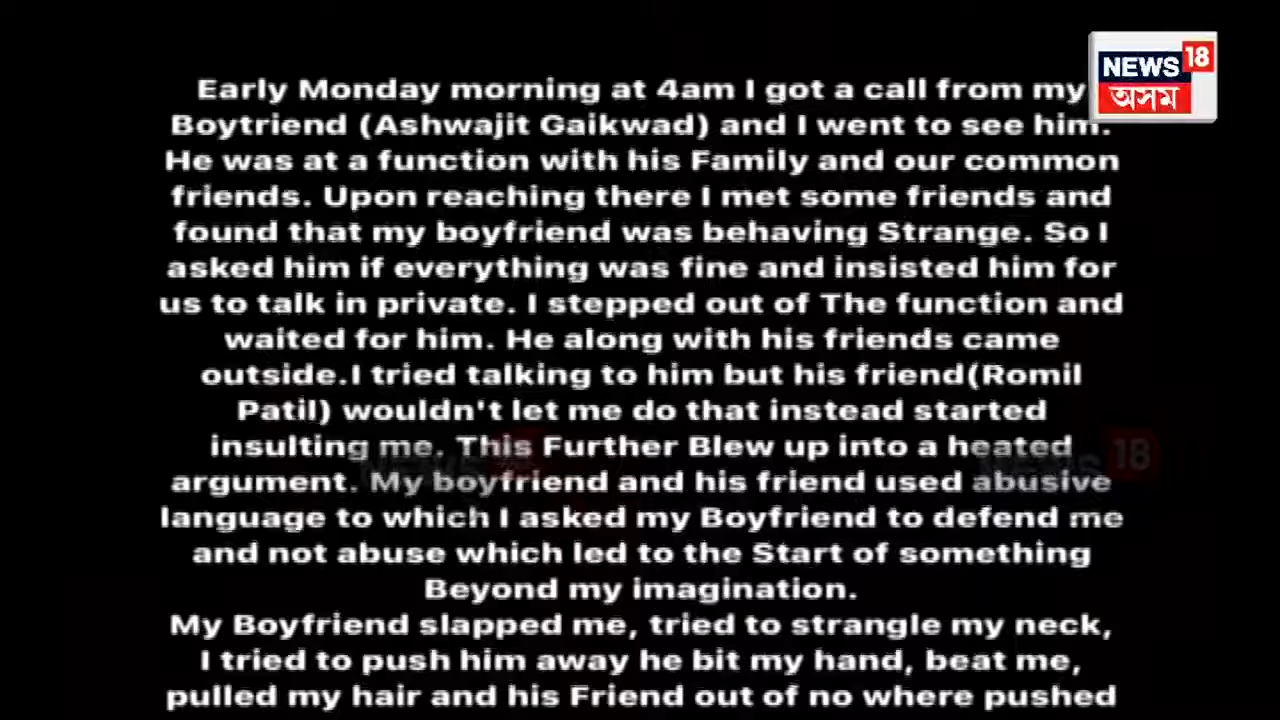 NEWS 18
অসম
Early Monday morning at 4am I got a call from my
Boytriend (Ashwajit Gaikwad) and I went to see him.
He was at a function with his Family and our common
friends. Upon reaching there I met some friends and
found that my boyfriend was behaving Strange. So I
asked him if everything was fine and insisted him for
us to talk in private. I stepped out of The function and
waited for him. He along with his friends came
outside.I tried talking to him but his friend(Romil
Patil) wouldn't let me do that instead started
insulting me. This Further Blew up into a heated
argument. My boyfriend and his friend used abusive
language to which I asked my Boyfriend to defend me
and not abuse which led to the Start of something
Beyond my imagination.
My Boyfriend slapped me, tried to strangle my neck,
I tried to push him away he bit my hand, beat me,
pulled my hair and his Friend out of no where pushed
NEWS 18
NEWS 18